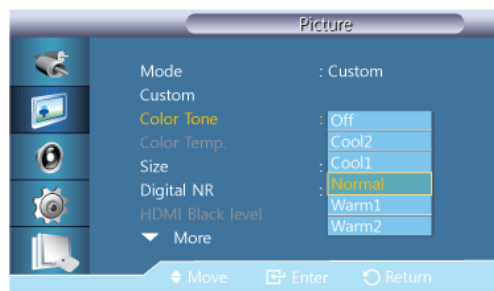 Picture
Mode : Custom
Custom
Color Tone : Off
Color Temp. Cool2
Size : Cool1
Digital NR : Normal
HDMI Black level Warm1
More Warm2
Move Enter Return